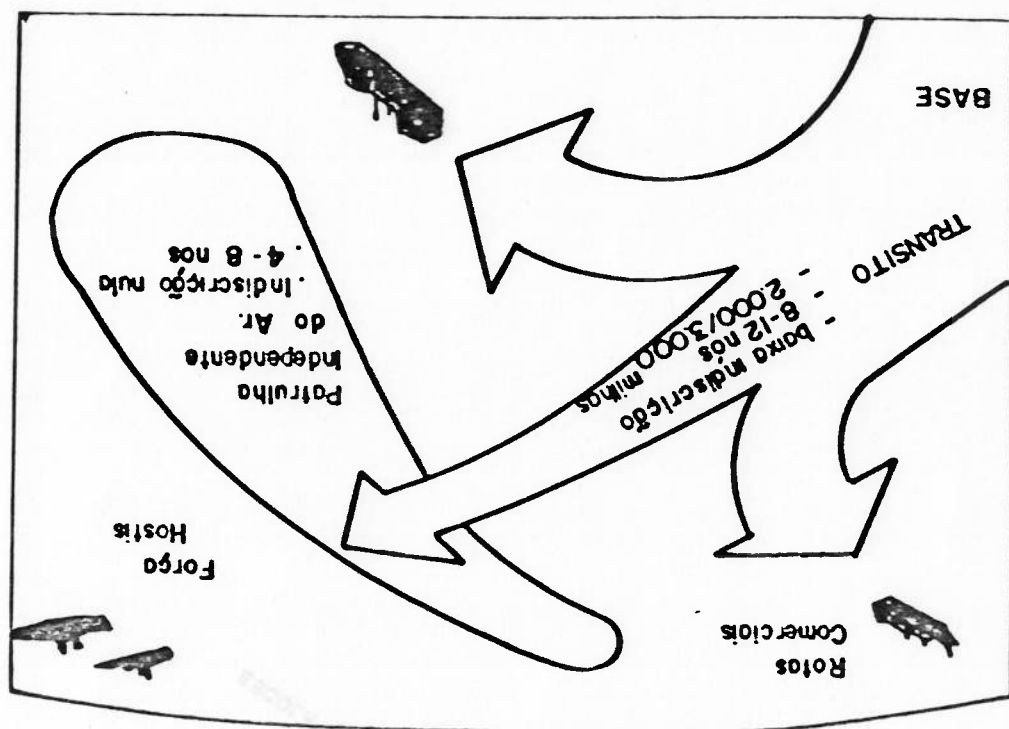 Rotas
Comerciais
Força
Hostis
TRANSITO
- baixa indiscrição
- 8-12 nós
- 2.000/3.000 milhas
Patrulha
Independente
do Ar.
. Indiscrição nula
. 4-8 nos
BASE